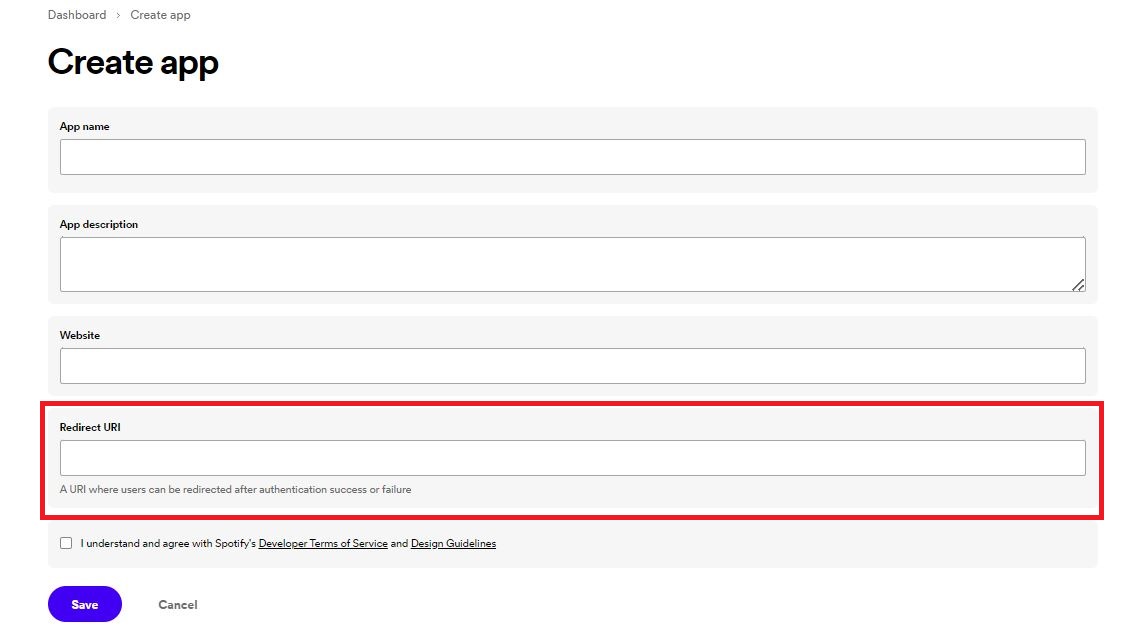 Dashboard › Create app
Create app
App name
App description
Website
Redirect URI
A URI where users can be redirected after authentication success or failure
I understand and agree with Spotify's Developer Terms of Service and Design Guidelines
Save Cancel